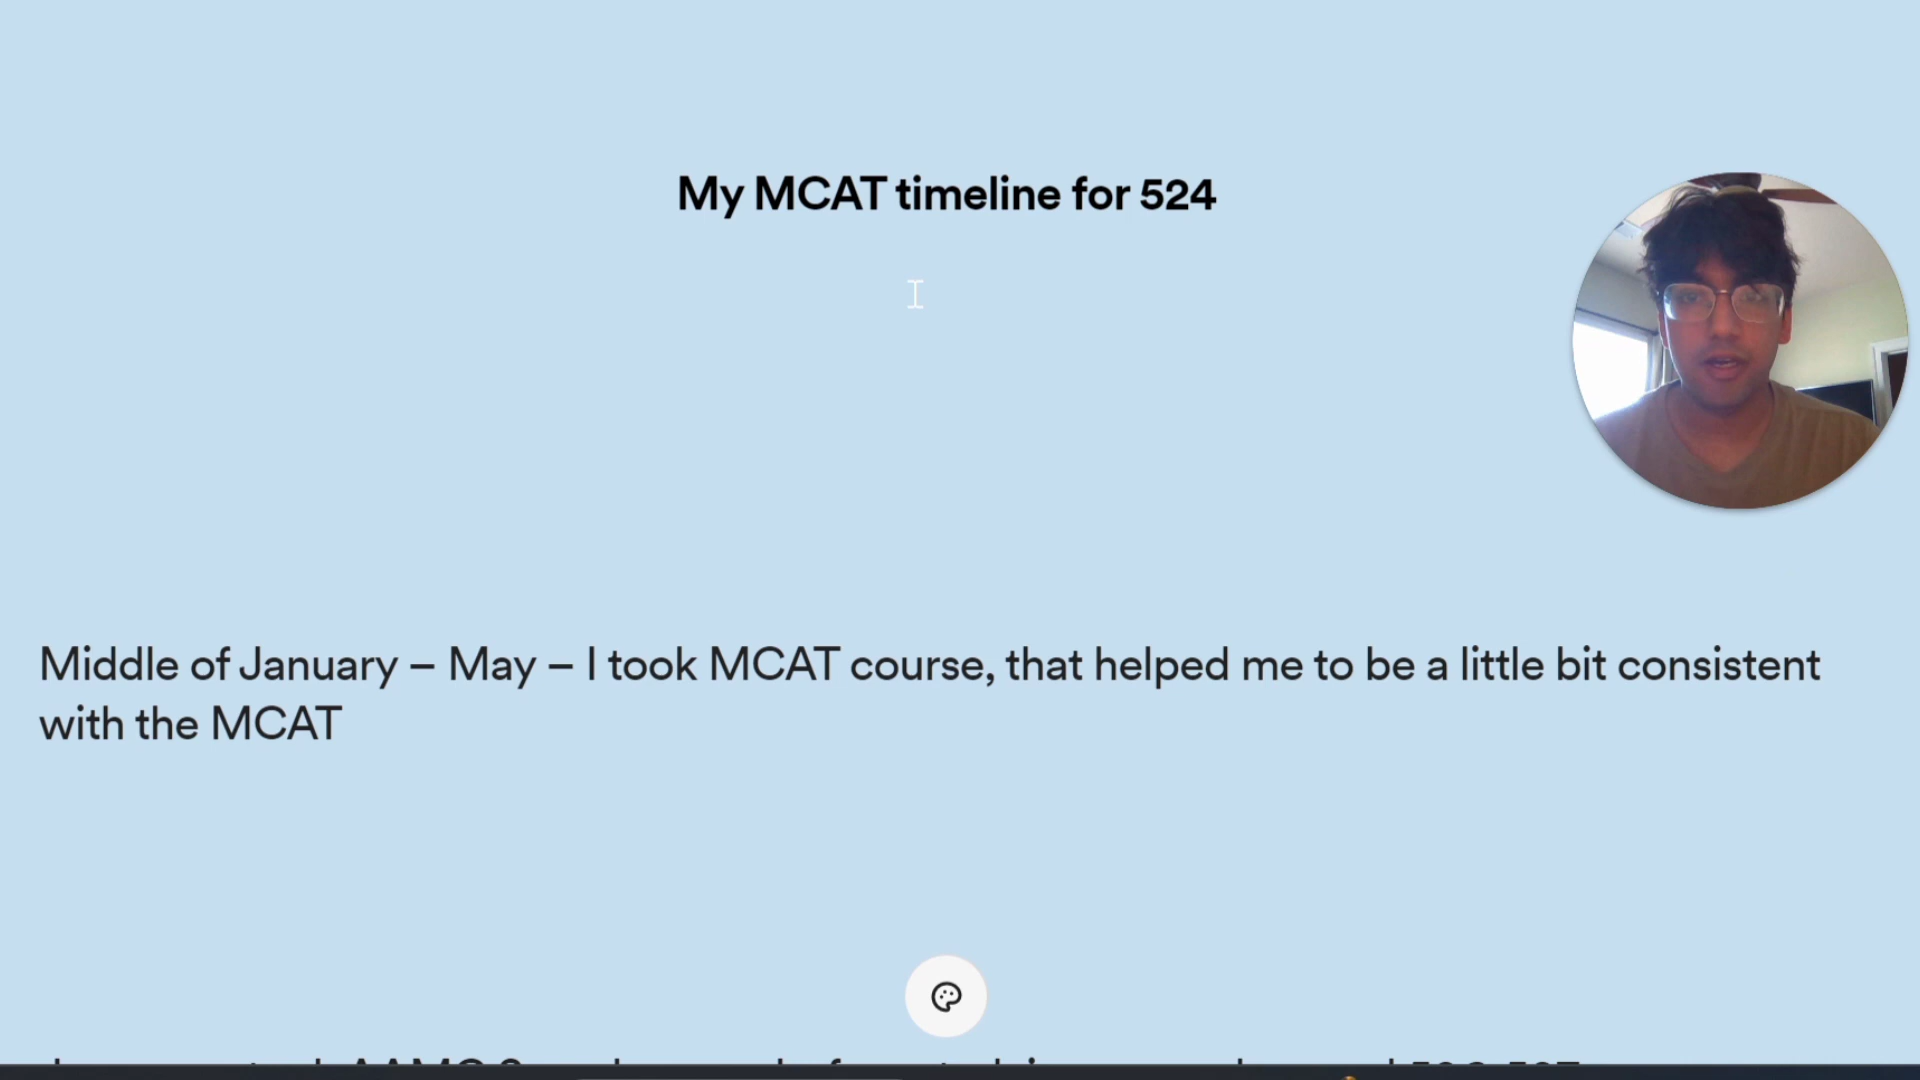 My MCAT timeline for 524
Middle of January – May – I took MCAT course, that helped me to be a little bit consistent
with the MCAT